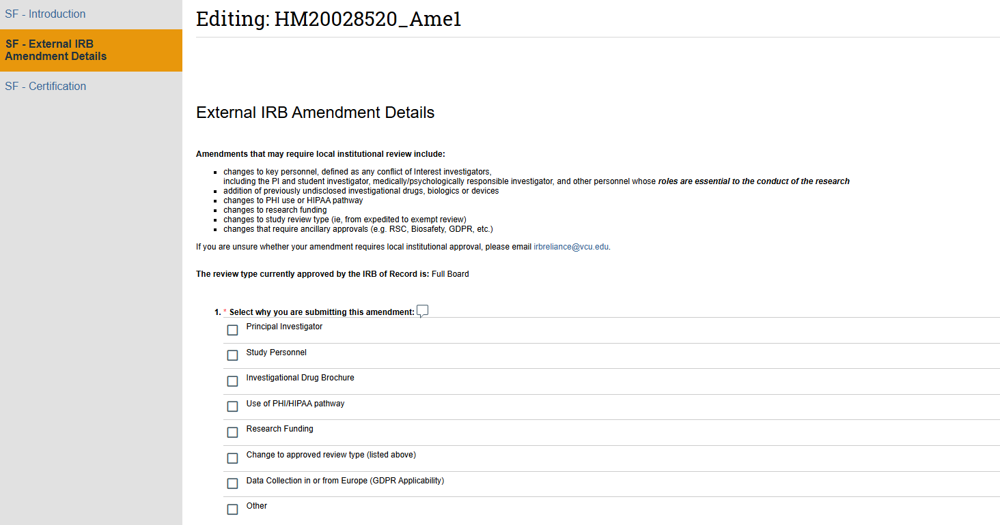 SF - Introduction
SF - External IRB
Amendment Details
SF - Certification
Editing: HM20028520_Ame1
External IRB Amendment Details
Amendments that may require local institutional review include:
changes to key personnel, defined as any conflict of Interest investigators,
including the PI and student investigator, medically/psychologically responsible investigator, and other personnel whose roles are essential to the conduct of the research
addition of previously undisclosed investigational drugs, biologics or devices
changes to PHI use or HIPAA pathway
changes to research funding
changes to study review type (ie, from expedited to exempt review)
changes that require ancillary approvals (e.g. RSC, Biosafety, GDPR, etc.)
If you are unsure whether your amendment requires local institutional approval, please email irbreliance@vcu.edu.
The review type currently approved by the IRB of Record is: Full Board
1. * Select why you are submitting this amendment:
Principal Investigator
Study Personnel
Investigational Drug Brochure
Use of PHI/HIPAA pathway
Research Funding
Change to approved review type (listed above)
Data Collection in or from Europe (GDPR Applicability)
Other